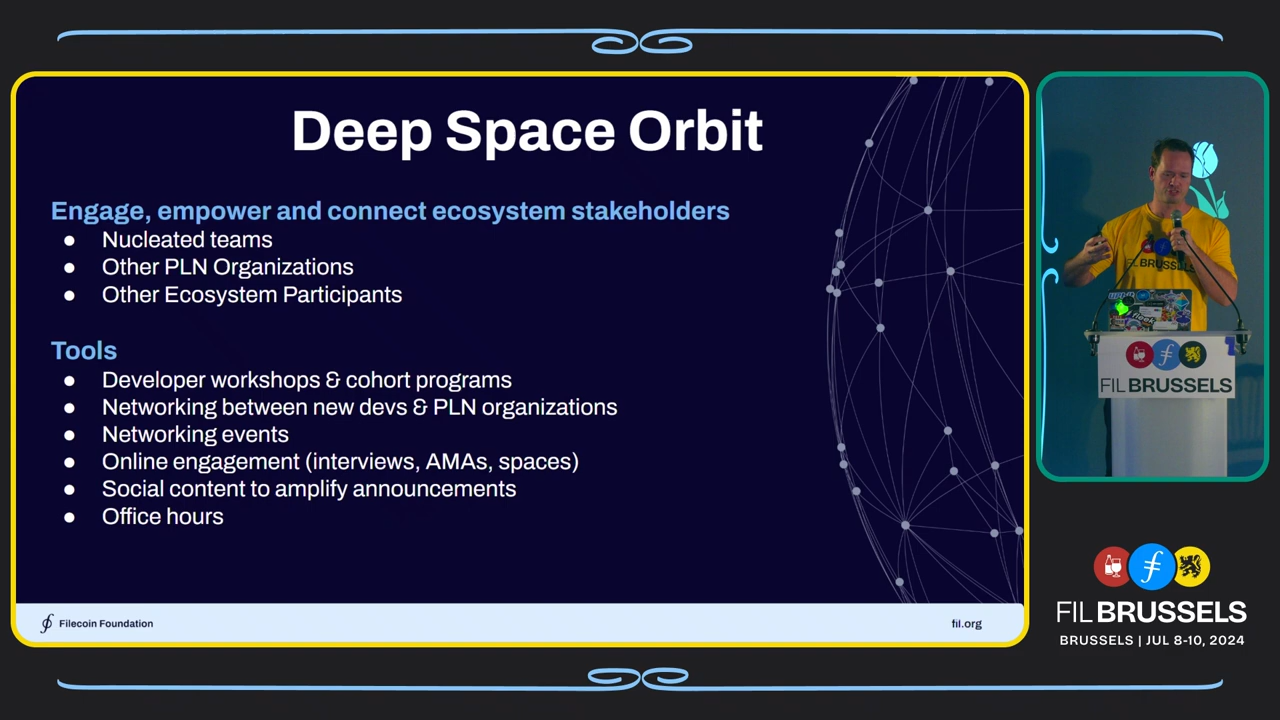 Deep Space Orbit
Engage, empower and connect ecosystem stakeholders
● Nucleated teams
● Other PLN Organizations
● Other Ecosystem Participants
Tools
● Developer workshops & cohort programs
● Networking between new devs & PLN organizations
● Networking events
● Online engagement (interviews, AMAs, spaces)
● Social content to amplify announcements
● Office hours
Filecoin Foundation
fil.org
FIL BRUSSELS
FIL BRUSSELS
FIL BRUSSELS
BRUSSELS | JUL 8-10, 2024